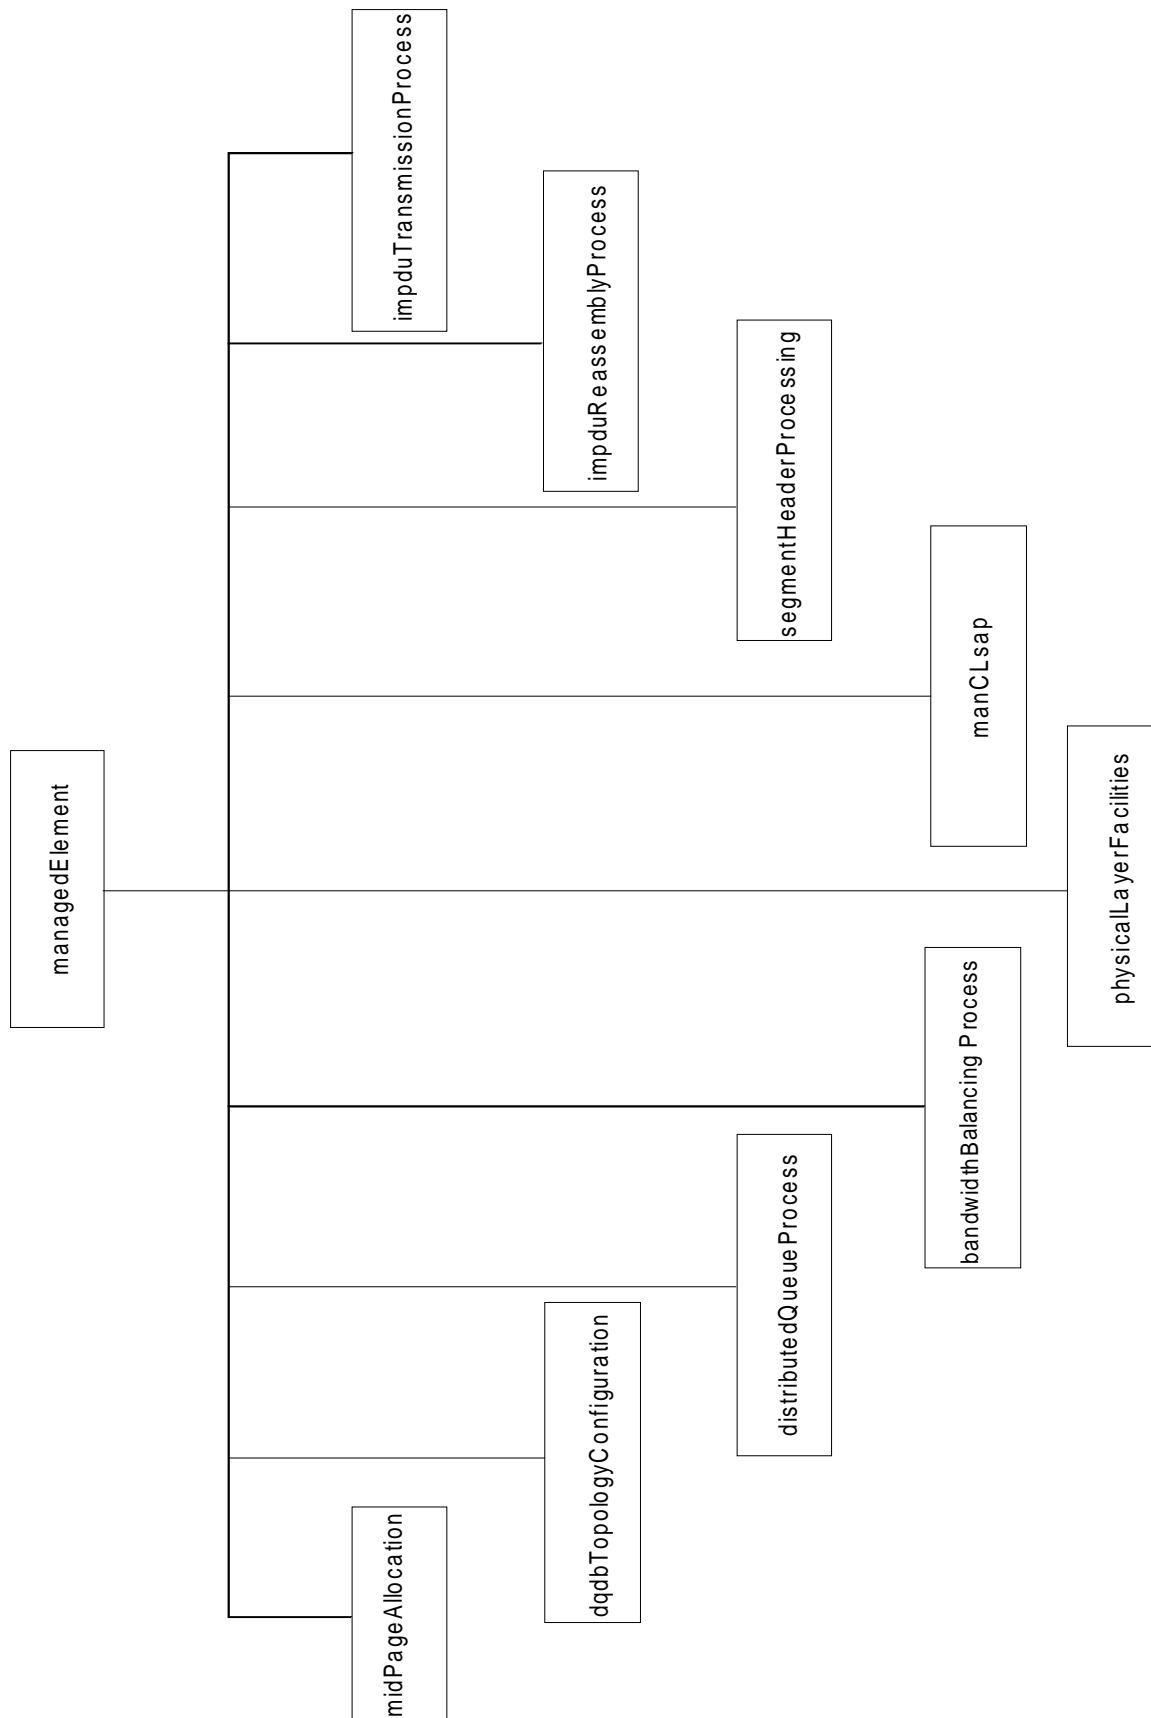 managedElement
midPageAllocation
dqdbTopologyConfiguration
distributedQueueProcess
bandwidthBalancing Process
physicalLayerFacilities
manCLsap
segmentHeaderProcessing
impduReassemblyProcess
impduTransmissionProcess